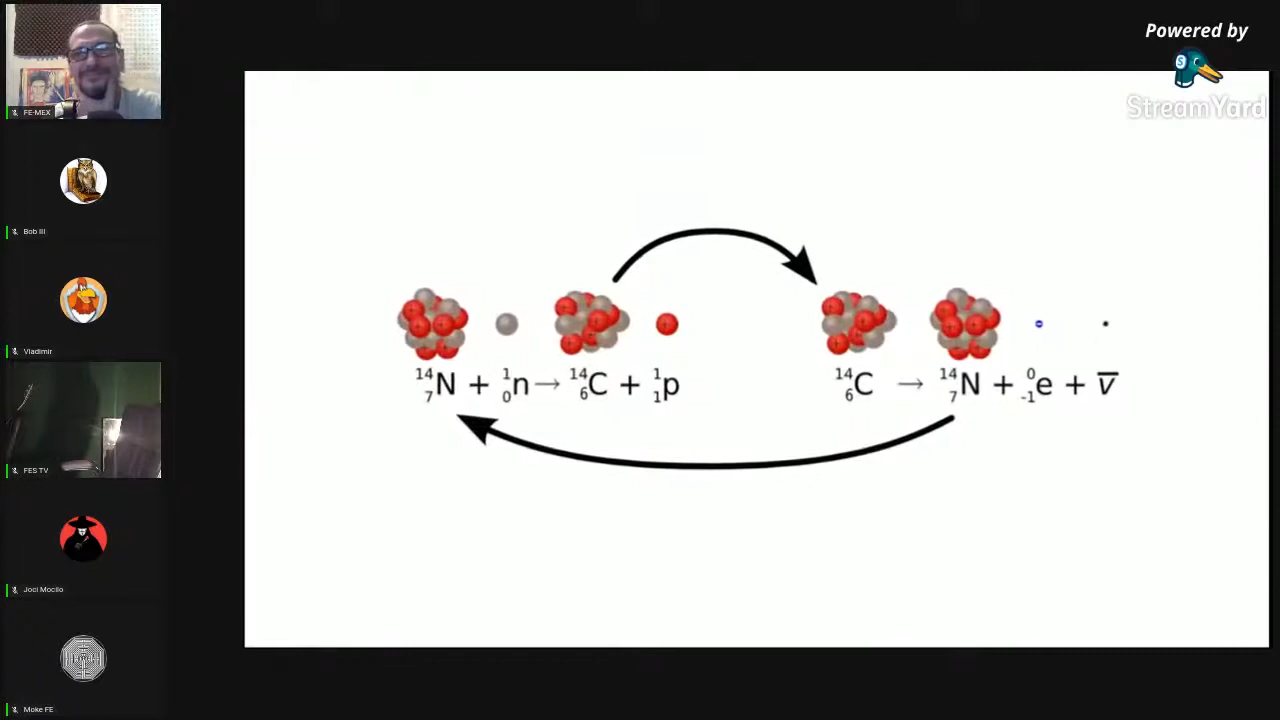 Powered by
StreamYard
FE-MEX
Bob III
Vladimir
FES TV
Joci Mocilo
Moke FE
¹⁴₇N + ¹₀n → ¹⁴₆C + ¹₁p
¹⁴₆C → ¹⁴₇N + ⁰₋₁e + v̅